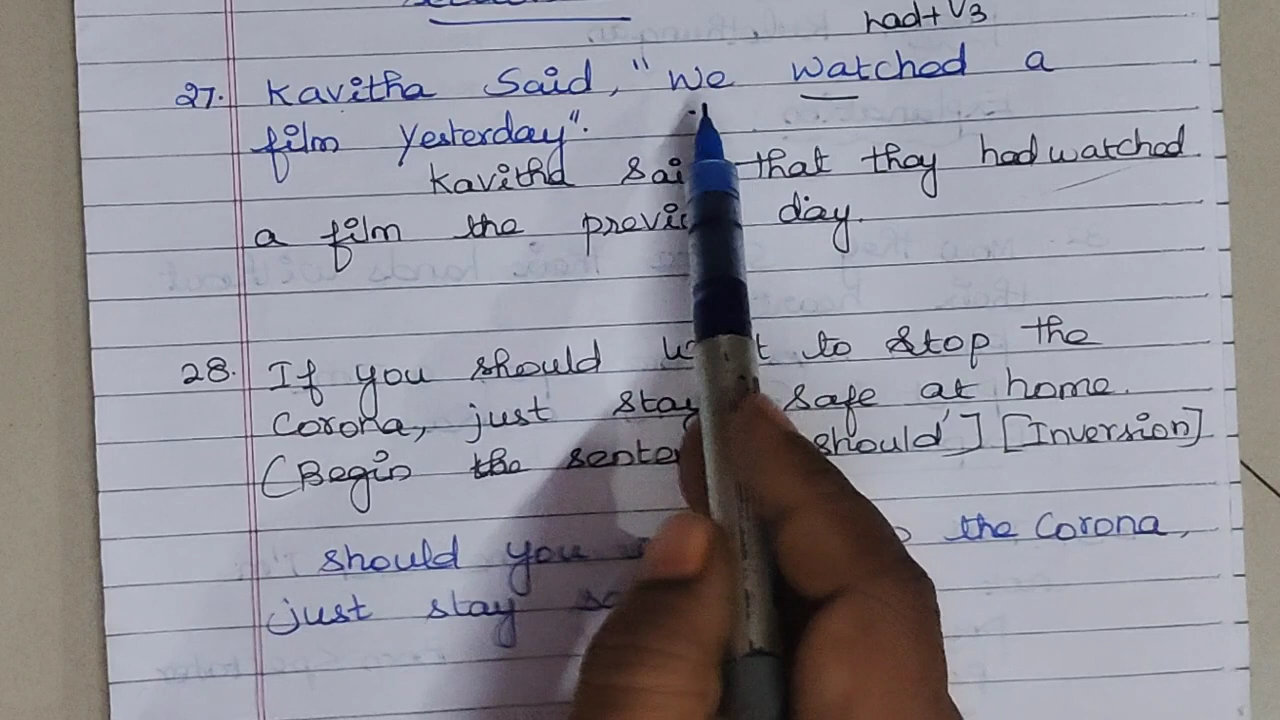 had+V3
27. Kavitha Said, "We watched a
film Yesterday".
Kavitha sai that they had watched
a film the previ day.
28. If you should to stop the
Corona, just stay safe at home.
(Begin the sente should'] [Inversion]
should you the Corona,
just stay